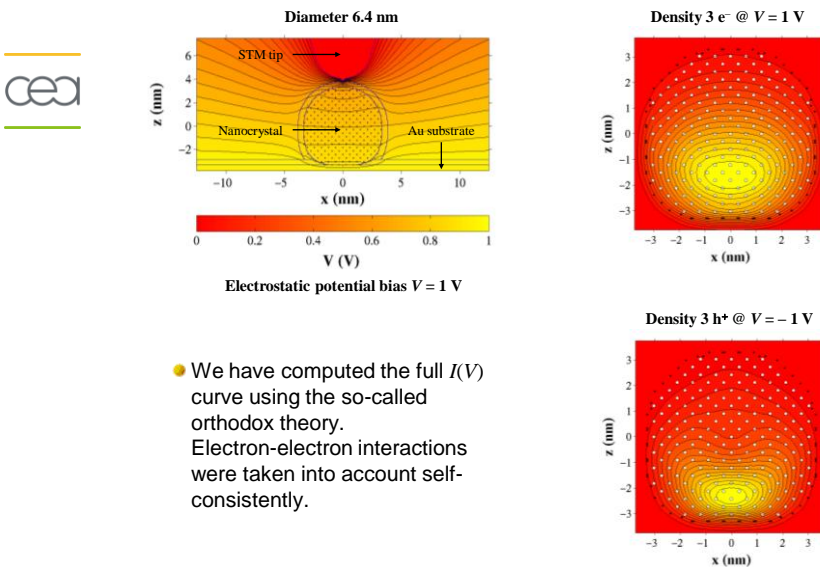 cea
Diameter 6.4 nm
STM tip
Nanocrystal
Au substrate
z (nm)
6
4
2
0
−2
−10 −5 0 5 10
x (nm)
0 0.2 0.4 0.6 0.8 1
V (V)
Electrostatic potential bias V = 1 V
We have computed the full I(V)
curve using the so-called
orthodox theory.
Electron-electron interactions
were taken into account self-
consistently.
Density 3 e⁻ @ V = 1 V
z (nm)
3
2
1
0
−1
−2
−3
−3 −2 −1 0 1 2 3
x (nm)
Density 3 h⁺ @ V = – 1 V
z (nm)
3
2
1
0
−1
−2
−3
−3 −2 −1 0 1 2 3
x (nm)